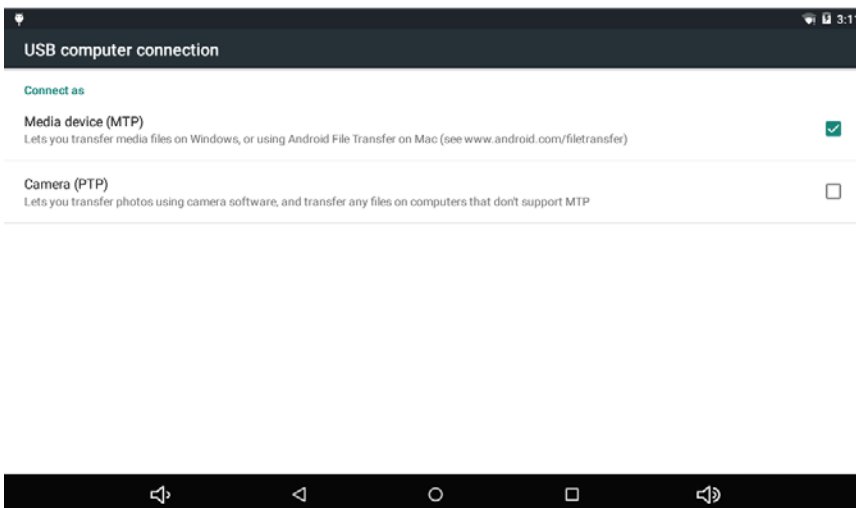 3:11
USB computer connection
Connect as
Media device (MTP)
Lets you transfer media files on Windows, or using Android File Transfer on Mac (see www.android.com/filetransfer)
Camera (PTP)
Lets you transfer photos using camera software, and transfer any files on computers that don't support MTP